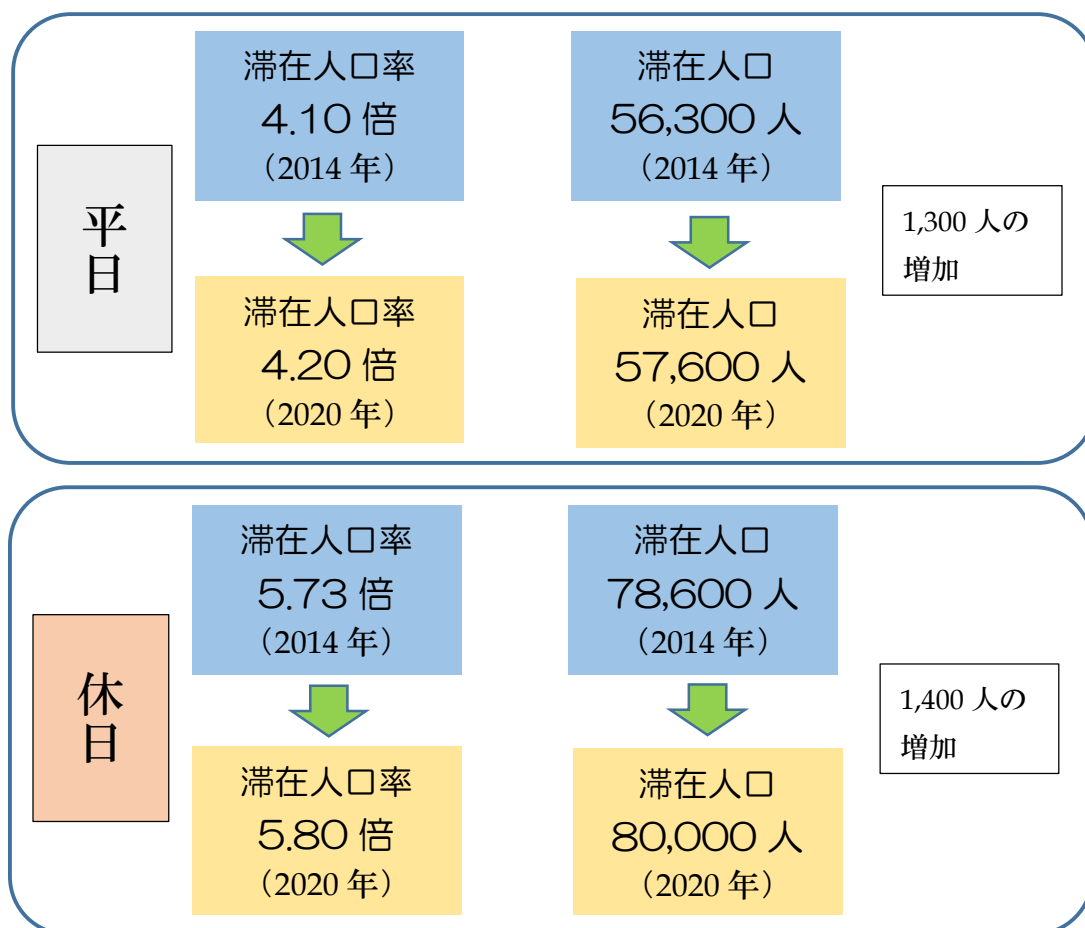 平日
滞在人口率
4.10 倍
（2014 年）
滞在人口
56,300 人
（2014 年）
滞在人口率
4.20 倍
（2020 年）
滞在人口
57,600 人
（2020 年）
1,300 人の
増加
休日
滞在人口率
5.73 倍
（2014 年）
滞在人口
78,600 人
（2014 年）
滞在人口率
5.80 倍
（2020 年）
滞在人口
80,000 人
（2020 年）
1,400 人の
増加